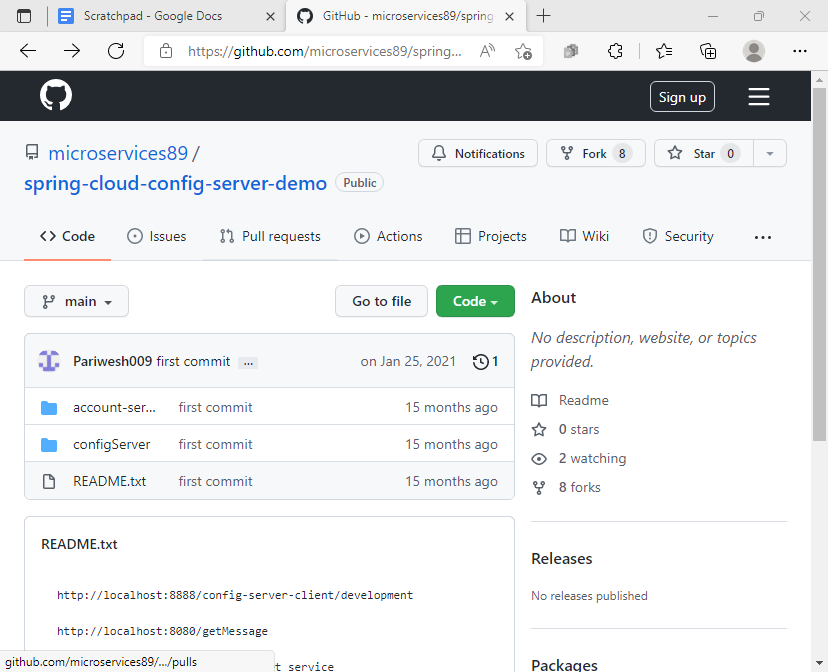 Scratchpad - Google Docs
GitHub - microservices89/spring
https://github.com/microservices89/spring...
Sign up
microservices89 /
spring-cloud-config-server-demo Public
Notifications
Fork 8
Star 0
Code
Issues
Pull requests
Actions
Projects
Wiki
Security
main
Go to file
Code
Pariwesh009 first commit ...
on Jan 25, 2021
1
account-ser... first commit 15 months ago
configServer first commit 15 months ago
README.txt first commit 15 months ago
README.txt
http://localhost:8888/config-server-client/development
http://localhost:8080/getMessage
t service
About
No description, website, or topics
provided.
Readme
0 stars
2 watching
8 forks
Releases
No releases published
Packages
github.com/microservices89/.../pulls